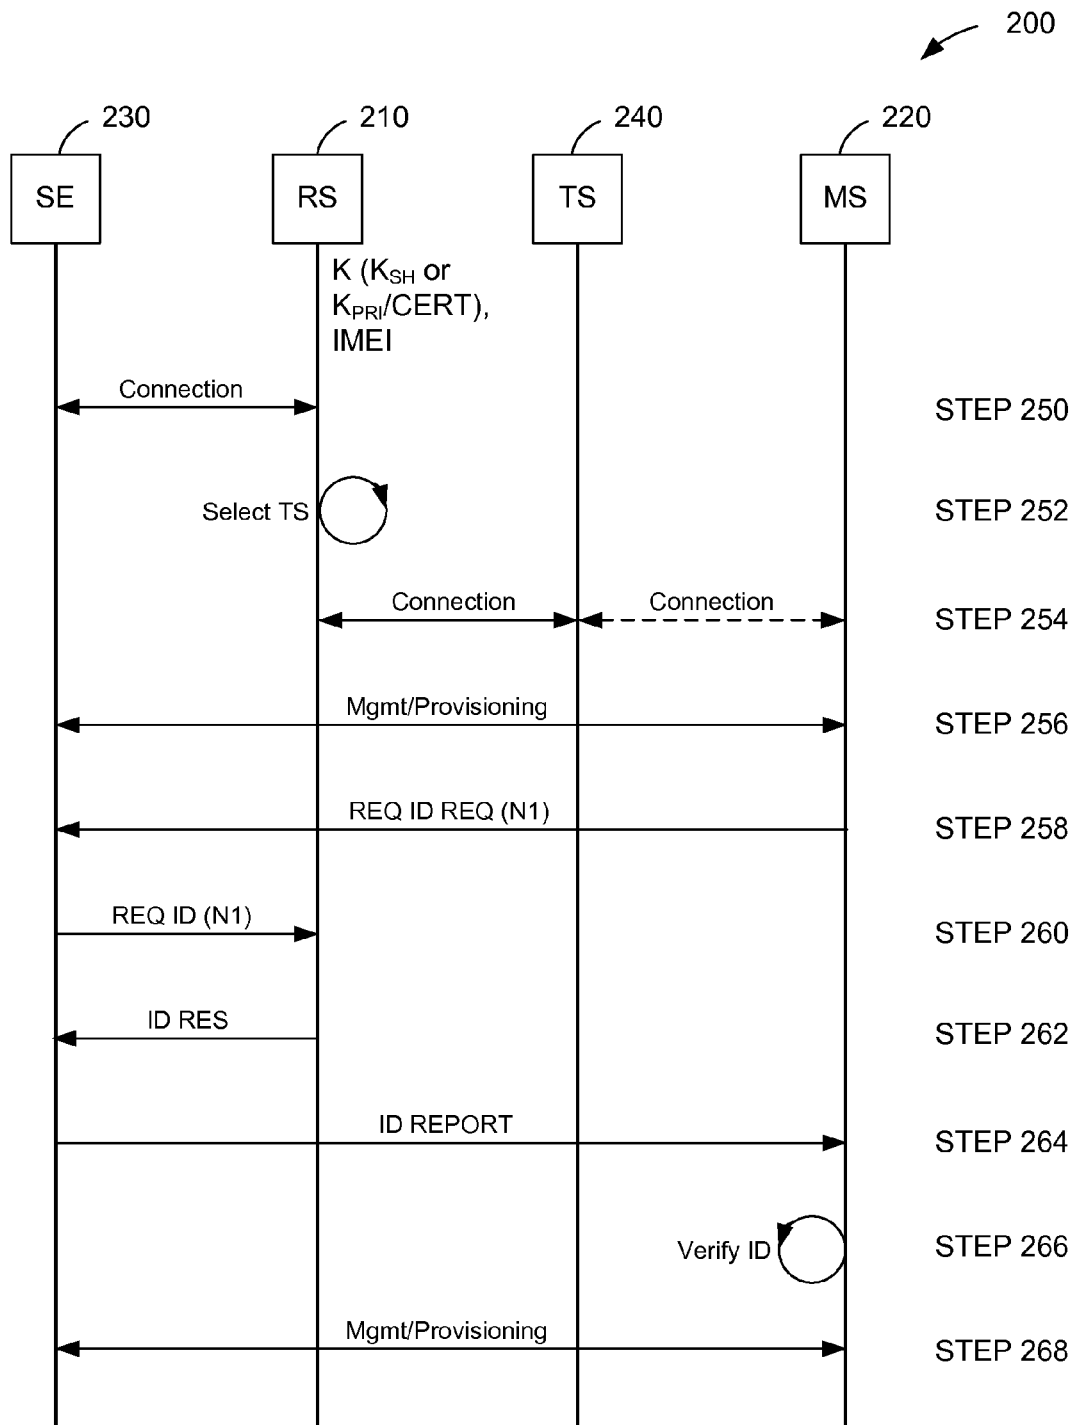 200
230
210
240
220
SE
RS
TS
MS
K (KSH or
KPRI/CERT),
IMEI
Connection
STEP 250
Select TS
STEP 252
Connection
Connection
STEP 254
Mgmt/Provisioning
STEP 256
REQ ID REQ (N1)
STEP 258
REQ ID (N1)
STEP 260
ID RES
STEP 262
ID REPORT
STEP 264
Verify ID
STEP 266
Mgmt/Provisioning
STEP 268